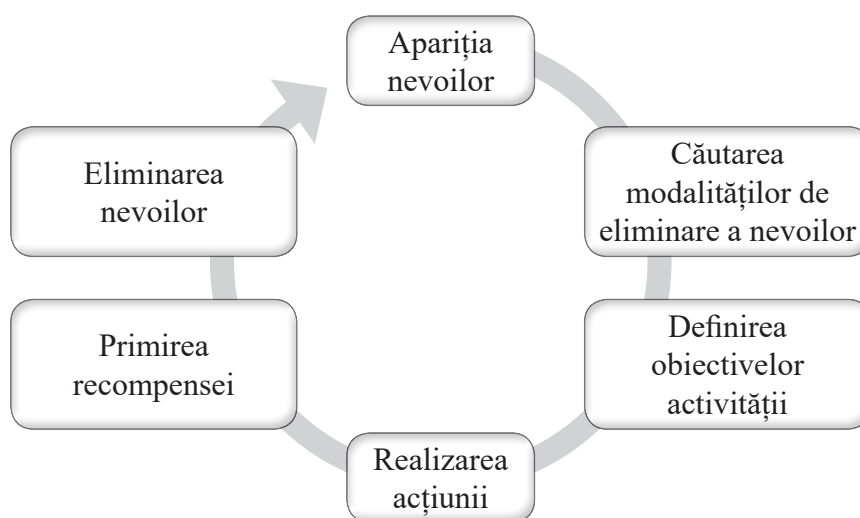 Apariția
nevoilor
Căutarea
modalităților de
eliminare a nevoilor
Definirea
obiectivelor
activității
Realizarea
acțiunii
Primirea
recompensei
Eliminarea
nevoilor